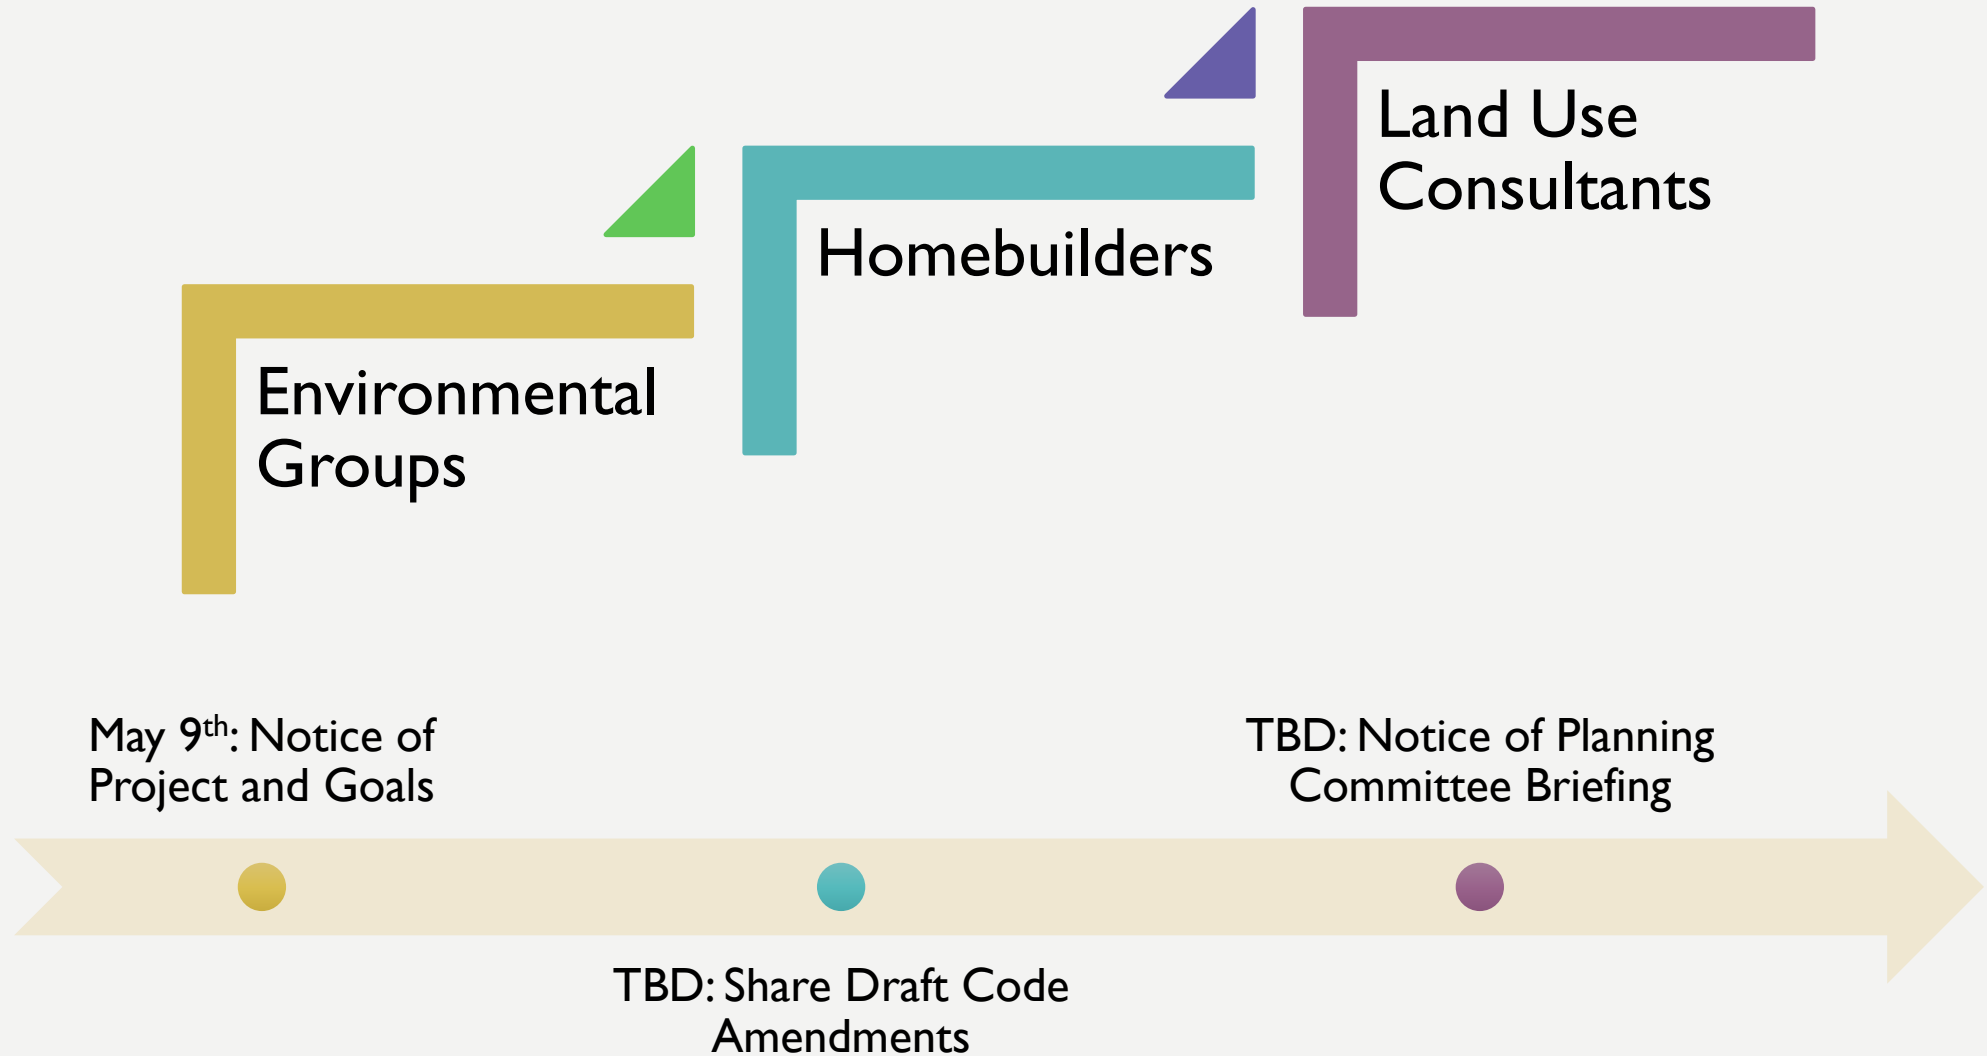 Land Use
Consultants
Homebuilders
Environmental
Groups
May 9th: Notice of
Project and Goals
TBD: Notice of Planning
Committee Briefing
TBD: Share Draft Code
Amendments